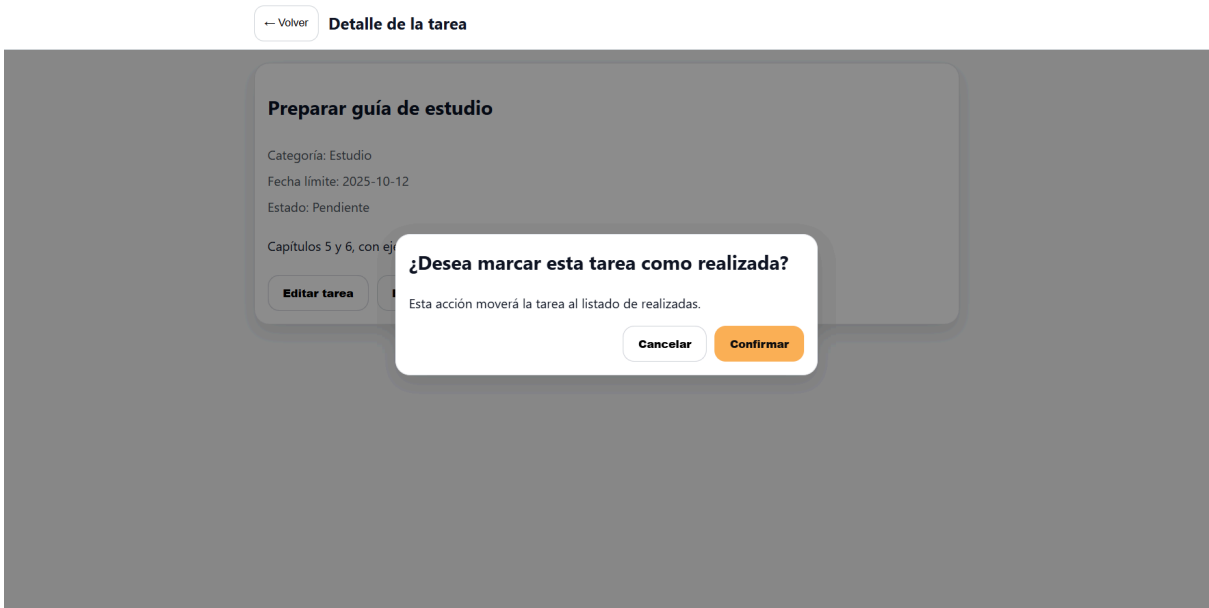 ← Volver
Detalle de la tarea
Preparar guía de estudio
Categoría: Estudio
Fecha límite: 2025-10-12
Estado: Pendiente
Capítulos 5 y 6, con
¿Desea marcar esta tarea como realizada?
Esta acción moverá la tarea al listado de realizadas.
Editar tarea
Cancelar
Confirmar